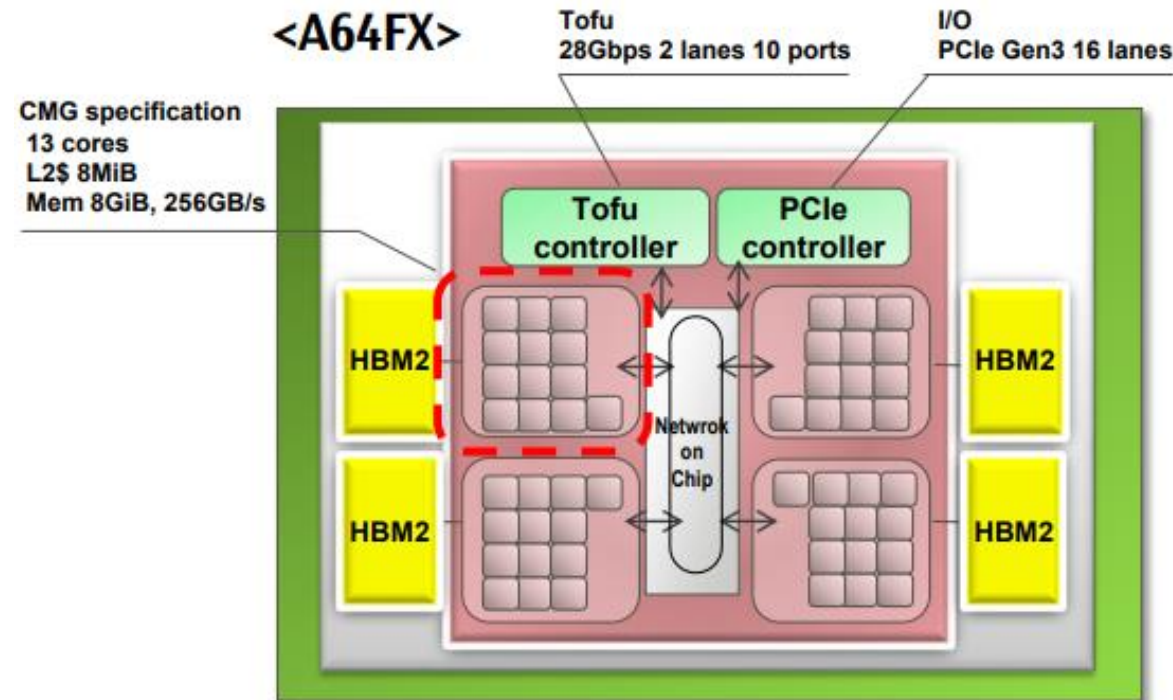 <A64FX>
Tofu
28Gbps 2 lanes 10 ports
I/O
PCIe Gen3 16 lanes
CMG specification
13 cores
L2$ 8MiB
Mem 8GiB, 256GB/s
Tofu
controller
PCIe
controller
HBM2
HBM2
Netwrok
on
Chip
HBM2
HBM2